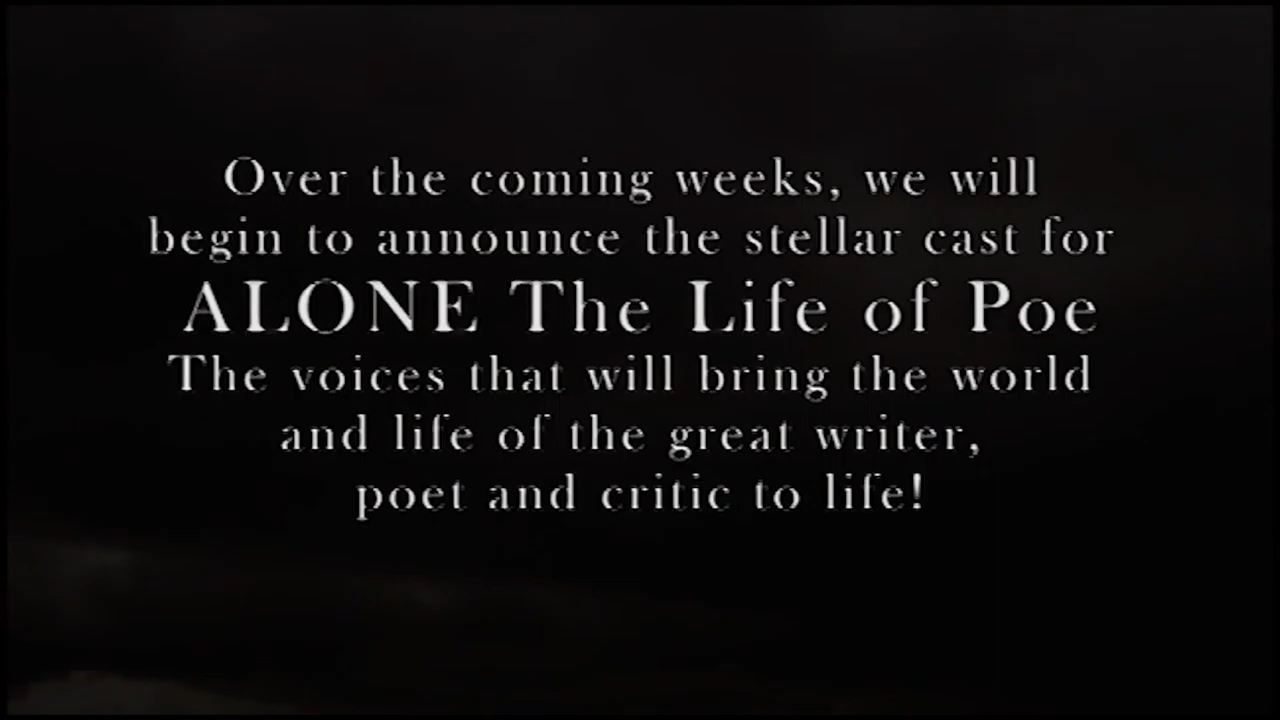 Over the coming weeks, we will
begin to announce the stellar cast for
ALONE The Life of Poe
The voices that will bring the world
and life of the great writer,
poet and critic to life!